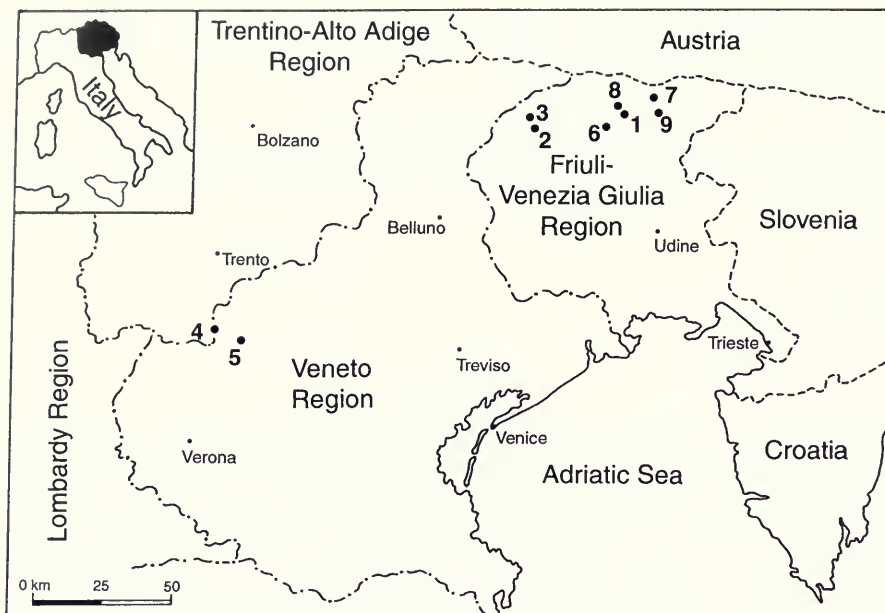 Trentino-Alto Adige
Region
Austria
Italy
Bolzano
8
7
3
1
9
2
6
Friuli-
Venezia Giulia
Region
Slovenia
Belluno
Udine
Trento
4
5
Trieste
Treviso
Veneto
Region
Lombardy Region
Venice
Verona
Adriatic Sea
Croatia
0 km 25 50